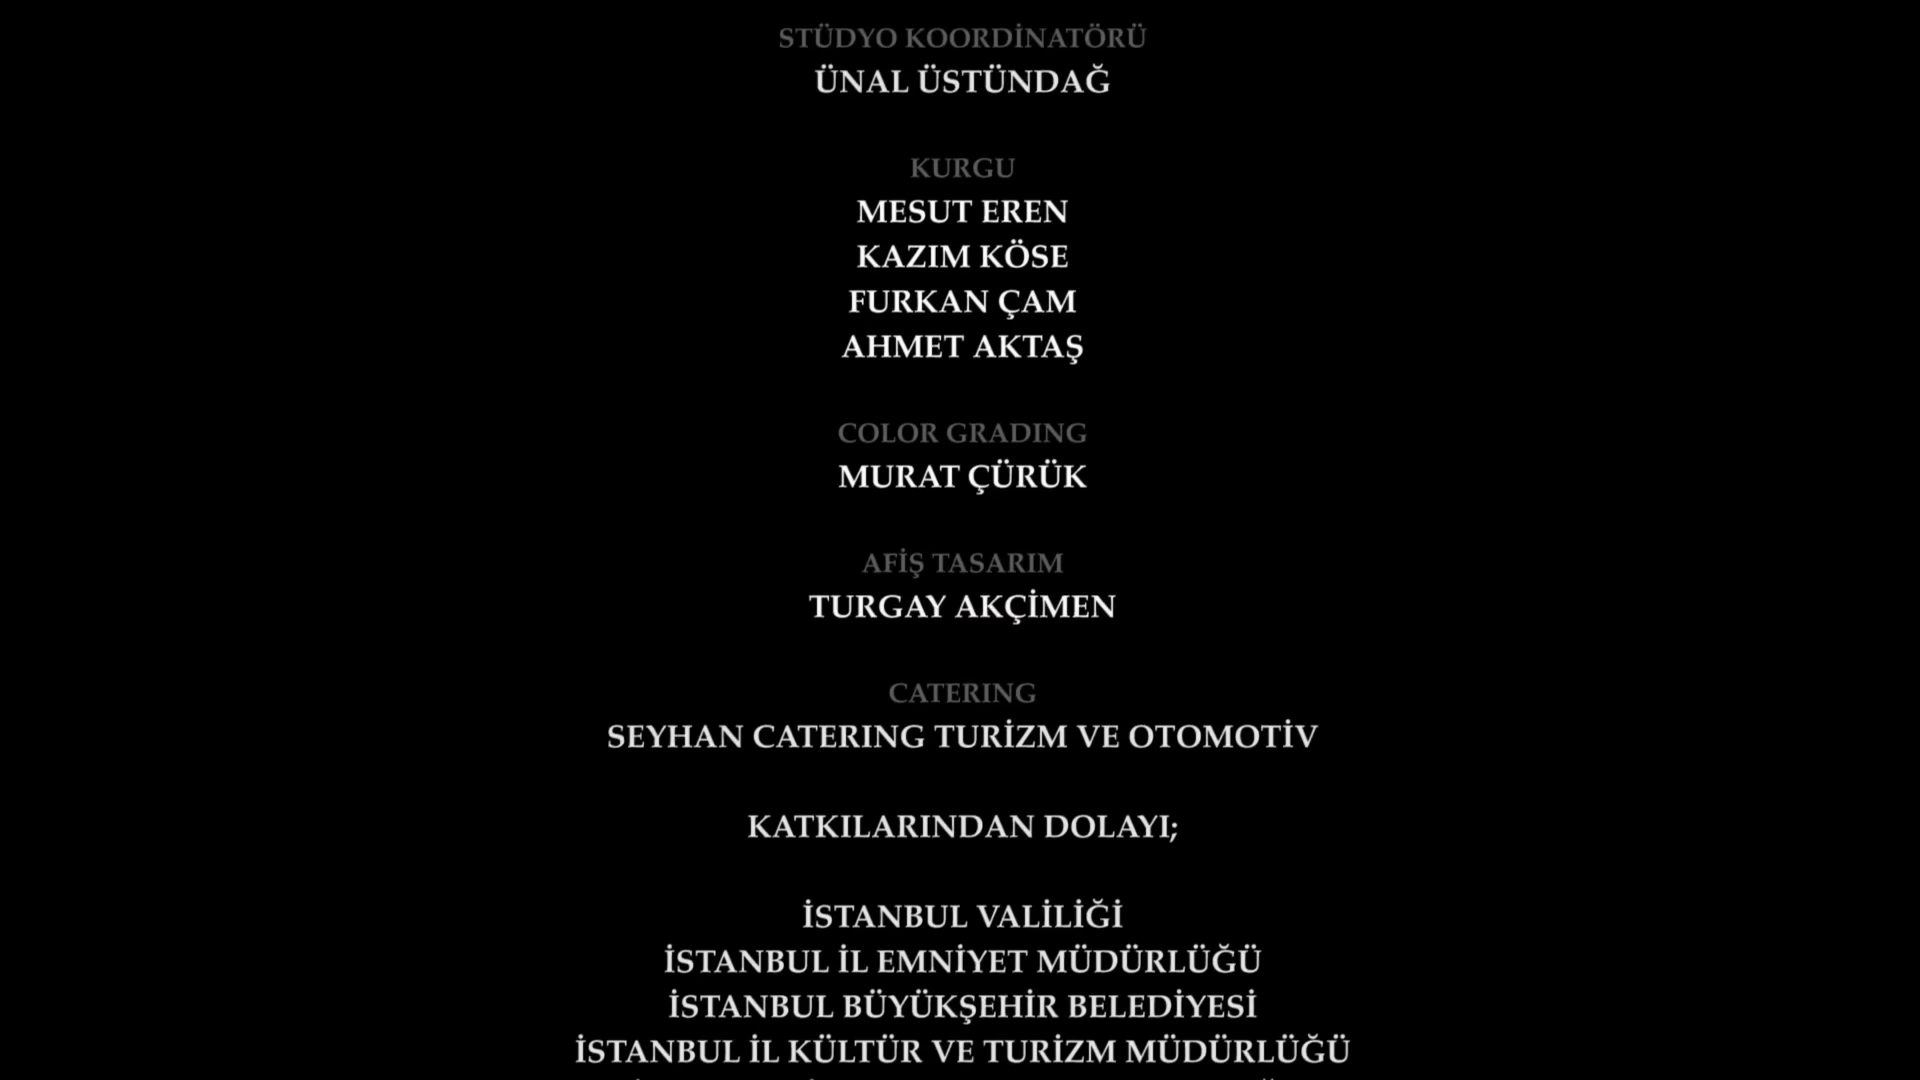 STÜDYO KOORDİNATÖRÜ
ÜNAL ÜSTÜNDAĞ
KURGU
MESUT EREN
KAZIM KÖSE
FURKAN ÇAM
AHMET AKTAŞ
COLOR GRADING
MURAT ÇÜRÜK
AFİŞ TASARIM
TURGAY AKÇİMEN
CATERING
SEYHAN CATERING TURİZM VE OTOMOTİV
KATKILARINDAN DOLAYI;
İSTANBUL VALİLİĞİ
İSTANBUL İL EMNİYET MÜDÜRLÜĞÜ
İSTANBUL BÜYÜKŞEHİR BELEDİYESİ
İSTANBUL İL KÜLTÜR VE TURİZM MÜDÜRLÜĞÜ